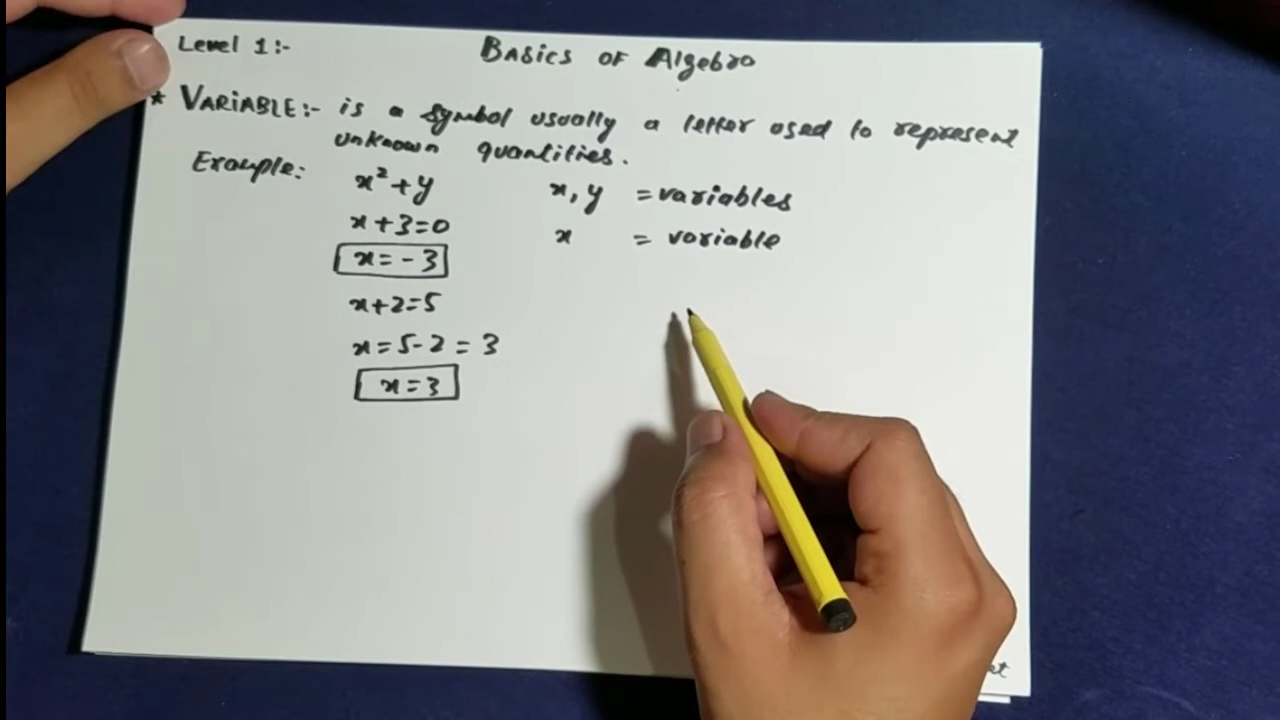 Level 1:- Basics of Algebra
* VARIABLE:- is a symbol usually a letter used to represent
unknown quantities.
Example: x² + y x, y = variables
x + 3 = 0 x = variable
x = - 3
x + 2 = 5
x = 5 - 2 = 3
x = 3